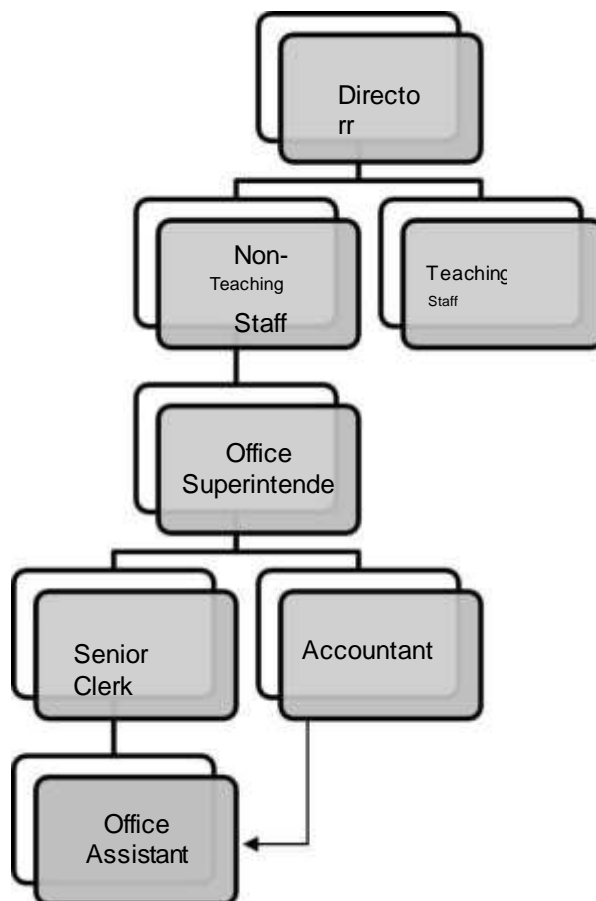 Directo
rr
Non-
Teaching
Staff
Teaching
Staff
Office
Superintende
Senior
Clerk
Accountant
Office
Assistant